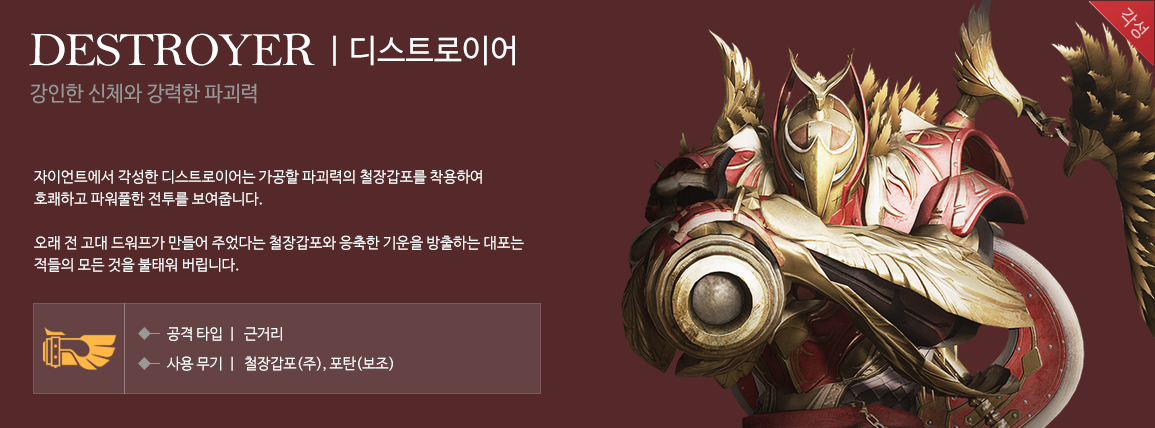 DESTROYER | 디스트로이어
각성
강인한 신체와 강력한 파괴력
자이언트에서 각성한 디스트로이어는 가공할 파괴력의 철장갑포를 착용하여
호쾌하고 파워풀한 전투를 보여줍니다.
오래 전 고대 드워프가 만들어 주었다는 철장갑포와 응축한 기운을 방출하는 대포는
적들의 모든 것을 불태워 버립니다.
공격 타입 | 근거리
사용 무기 | 철장갑포(주), 포탄(보조)